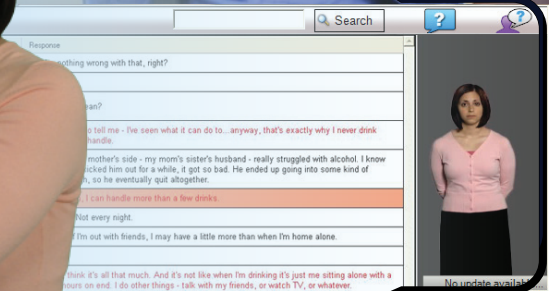 Search
?
?
Responce
nothing wrong with that, right?
ean?
to tell me - I've seen what it can do to...anyway, that's exactly why I never drink
handle.
mother's side - my mom's sister's husband - really struggled with alcohol. I know
icked him out for a while, it got so bad. He ended up going into some kind of
h, so he eventually quit altogether.
, I can handle more than a few drinks.
Not every night.
I'm out with friends, I may have a little more than when I'm home alone.
think it's all that much. And it's not like when I'm drinking it's just me sitting alone with a
ours on end. I do other things - talk with my friends, or watch TV, or whatever.
No update availabl...